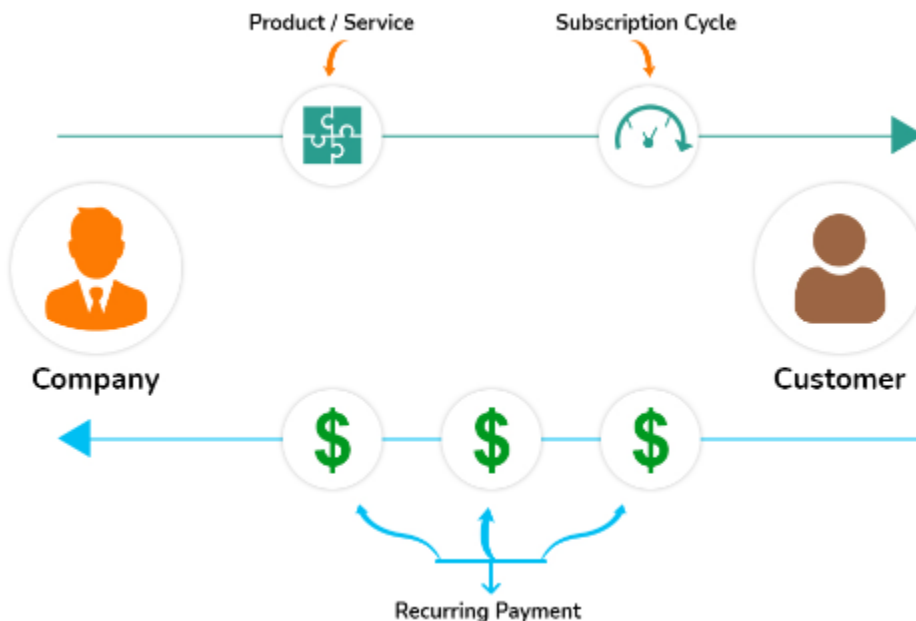 Product / Service
Subscription Cycle
Company
Customer
$ $ $
Recurring Payment